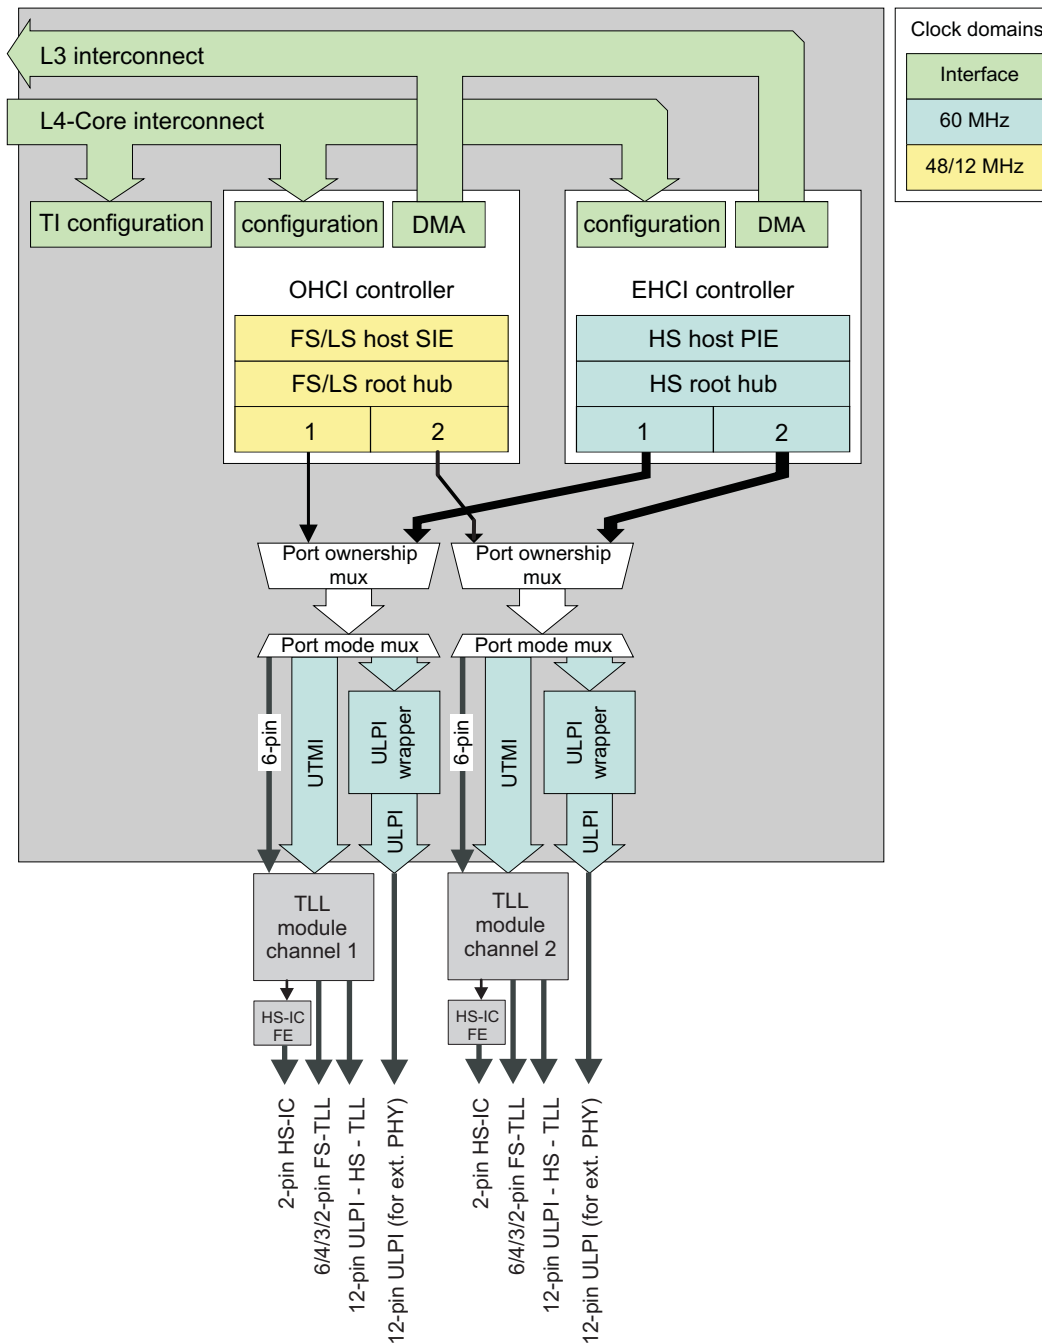 Clock domains
Interface
60 MHz
48/12 MHz
L3 interconnect
L4-Core interconnect
TI configuration
configuration
DMA
configuration
DMA
OHCI controller
EHCI controller
FS/LS host SIE
FS/LS root hub
1
2
HS host PIE
HS root hub
1
2
Port ownership
mux
Port ownership
mux
Port mode mux
Port mode mux
6-pin
UTMI
ULPI
wrapper
ULPI
6-pin
UTMI
ULPI
wrapper
ULPI
TLL
module
channel 1
TLL
module
channel 2
HS-IC
FE
HS-IC
FE
2-pin HS-IC
6/4/3/2-pin FS-TLL
12-pin ULPI - HS - TLL
12-pin ULPI (for ext. PHY)
2-pin HS-IC
6/4/3/2-pin FS-TLL
12-pin ULPI - HS - TLL
12-pin ULPI (for ext. PHY)